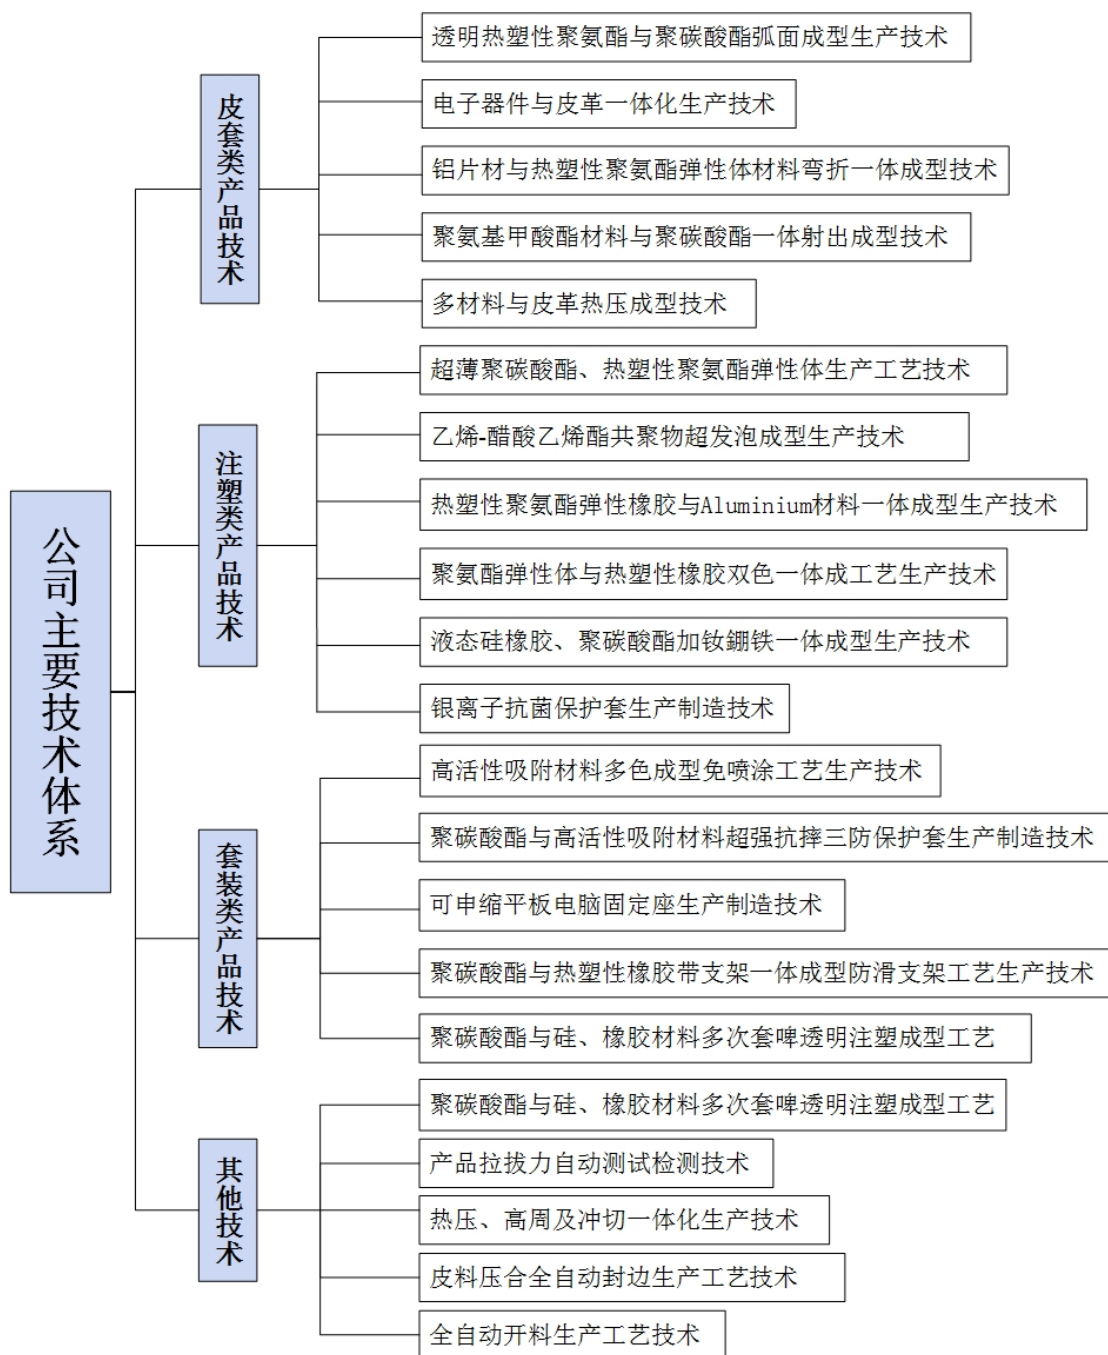 公司主要技术体系
皮套类产品技术
透明热塑性聚氨酯与聚碳酸酯弧面成型生产技术
电子器件与皮革一体化生产技术
铝片材与热塑性聚氨酯弹性体材料弯折一体成型技术
聚氨基甲酸酯材料与聚碳酸酯一体射出成型技术
多材料与皮革热压成型技术
注塑类产品技术
超薄聚碳酸酯、热塑性聚氨酯弹性体生产工艺技术
乙烯-醋酸乙烯酯共聚物超发泡成型生产技术
热塑性聚氨酯弹性橡胶与Aluminium材料一体成型生产技术
聚氨酯弹性体与热塑性橡胶双色一体成工艺生产技术
液态硅橡胶、聚碳酸酯加钕錋铁一体成型生产技术
银离子抗菌保护套生产制造技术
套装类产品技术
高活性吸附材料多色成型免喷涂工艺生产技术
聚碳酸酯与高活性吸附材料超强抗摔三防保护套生产制造技术
可申缩平板电脑固定座生产制造技术
聚碳酸酯与热塑性橡胶带支架一体成型防滑支架工艺生产技术
聚碳酸酯与硅、橡胶材料多次套啤透明注塑成型工艺
其他技术
聚碳酸酯与硅、橡胶材料多次套啤透明注塑成型工艺
产品拉拔力自动测试检测技术
热压、高周及冲切一体化生产技术
皮料压合全自动封边生产工艺技术
全自动开料生产工艺技术